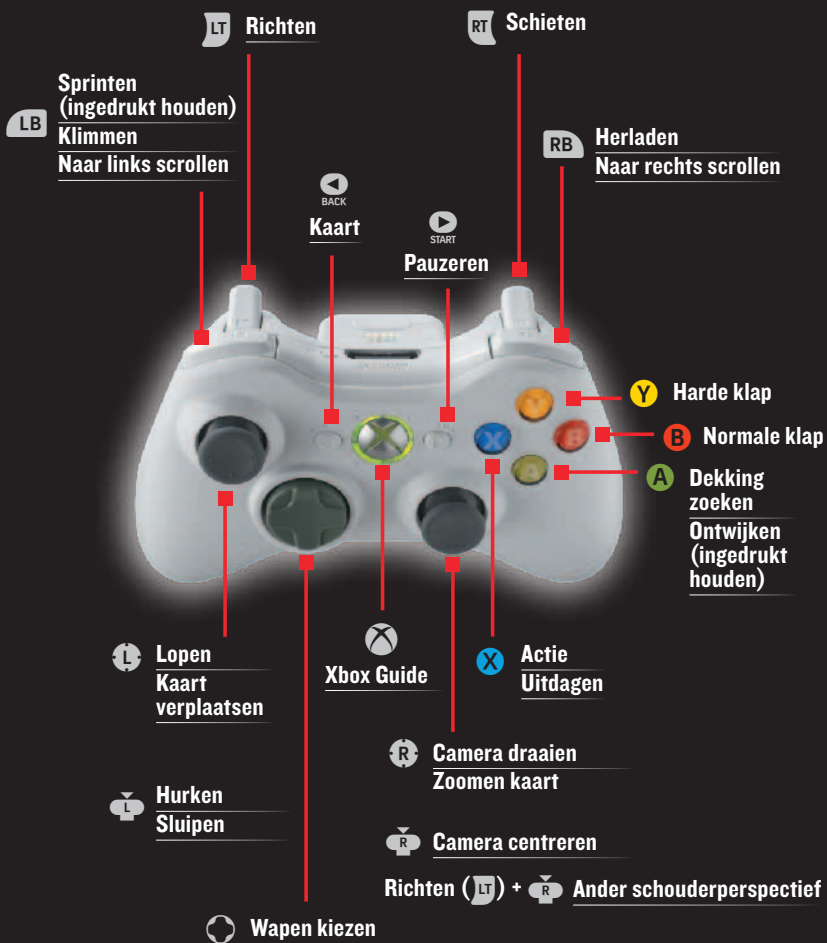 LT Richten
RT Schieten
LB Sprinten
(ingedrukt houden)
Klimmen
Naar links scrollen
RB Herladen
Naar rechts scrollen
BACK
Kaart
START
Pauzeren
Y Harde klap
B Normale klap
A Dekking
zoeken
Ontwijken
(ingedrukt
houden)
L Lopen
Kaart
verplaatsen
Xbox Guide
X Actie
Uitdagen
R Camera draaien
Zoomen kaart
L Hurken
Sluipen
R Camera centreren
Richten (LT) + R Ander schouderperspectief
Wapen kiezen